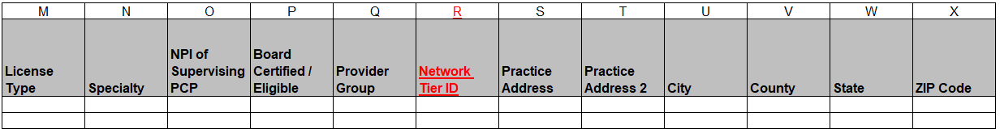 M N O P Q R S T U V W X
License Type Specialty NPI of Supervising PCP Board Certified / Eligible Provider Group Network Tier ID Practice Address Practice Address 2 City County State ZIP Code